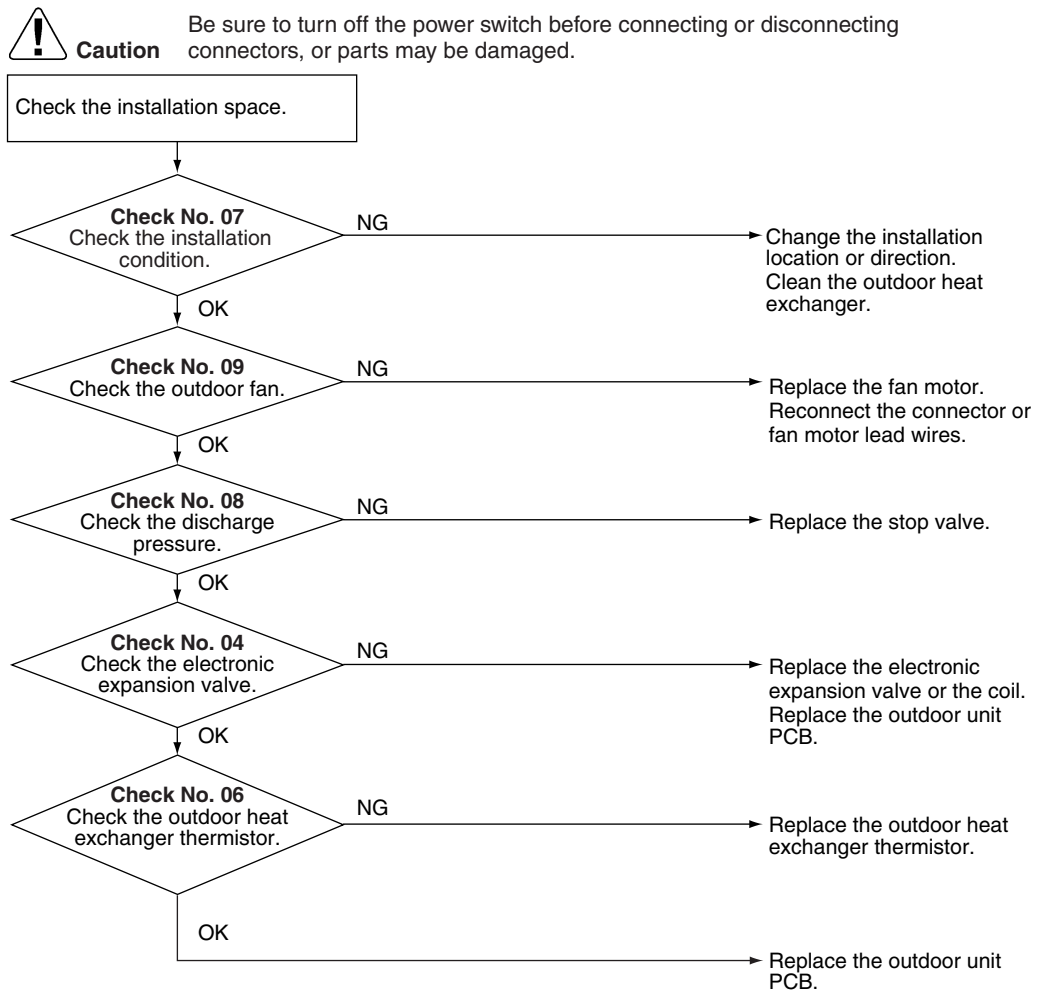 Be sure to turn off the power switch before connecting or disconnecting
Caution connectors, or parts may be damaged.
Check the installation space.
Check No. 07
Check the installation
condition.
NG
Change the installation
location or direction.
Clean the outdoor heat
exchanger.
OK
Check No. 09
Check the outdoor fan.
NG
Replace the fan motor.
Reconnect the connector or
fan motor lead wires.
OK
Check No. 08
Check the discharge
pressure.
NG
Replace the stop valve.
OK
Check No. 04
Check the electronic
expansion valve.
NG
Replace the electronic
expansion valve or the coil.
Replace the outdoor unit
PCB.
OK
Check No. 06
Check the outdoor heat
exchanger thermistor.
NG
Replace the outdoor heat
exchanger thermistor.
OK
Replace the outdoor unit
PCB.